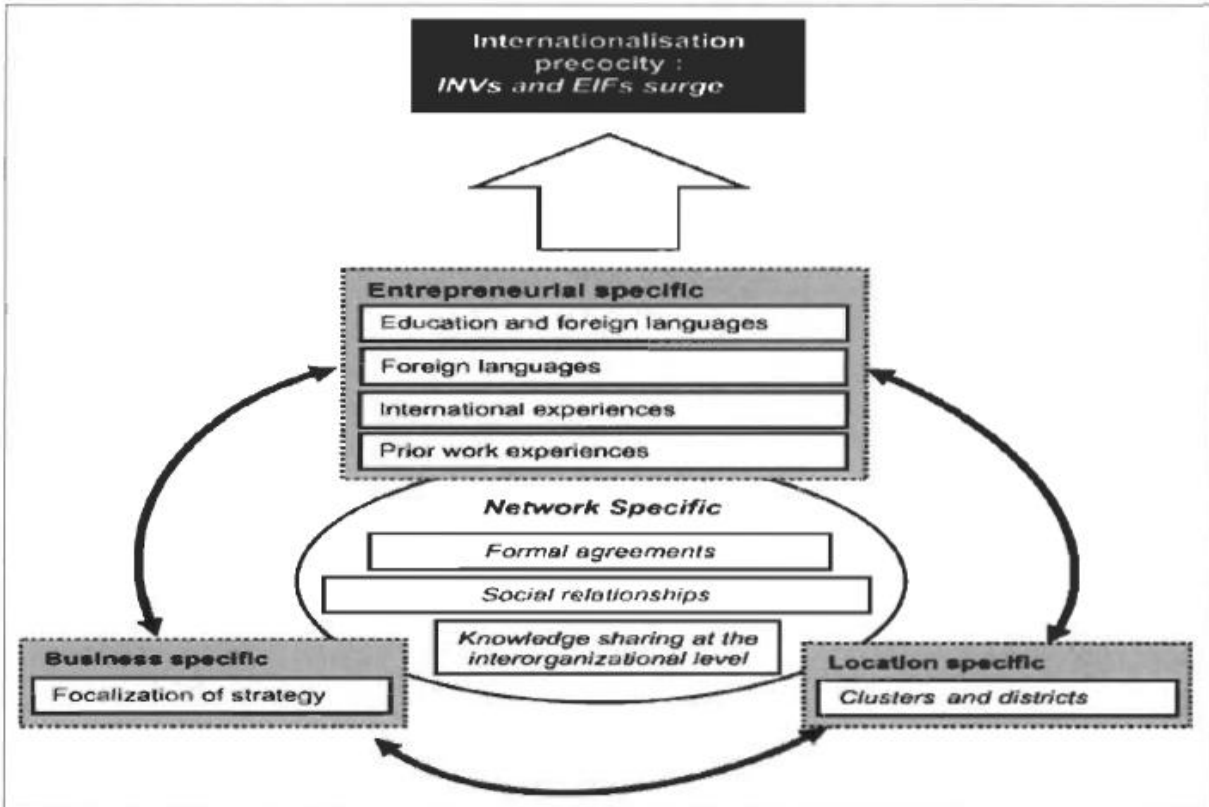 Internationalisation
precocity :
INVs and EIFs surge
Entrepreneurial specific
Education and foreign languages
Foreign languages
International experiences
Prior work experiences
Network Specific
Formal agreements
Social relationships
Knowledge sharing at the
interorganizational level
Business specific
Focalization of strategy
Location specific
Clusters and districts